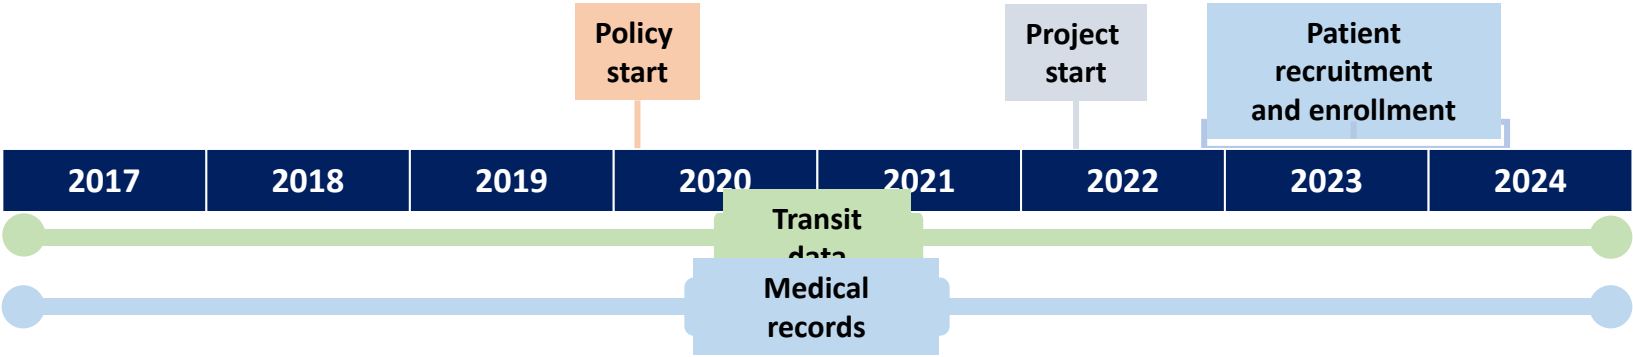 Policy
start
Project
start
Patient
recruitment
and enrollment
2017 2018 2019 2020 2021 2022 2023 2024
Transit
data
Medical
records